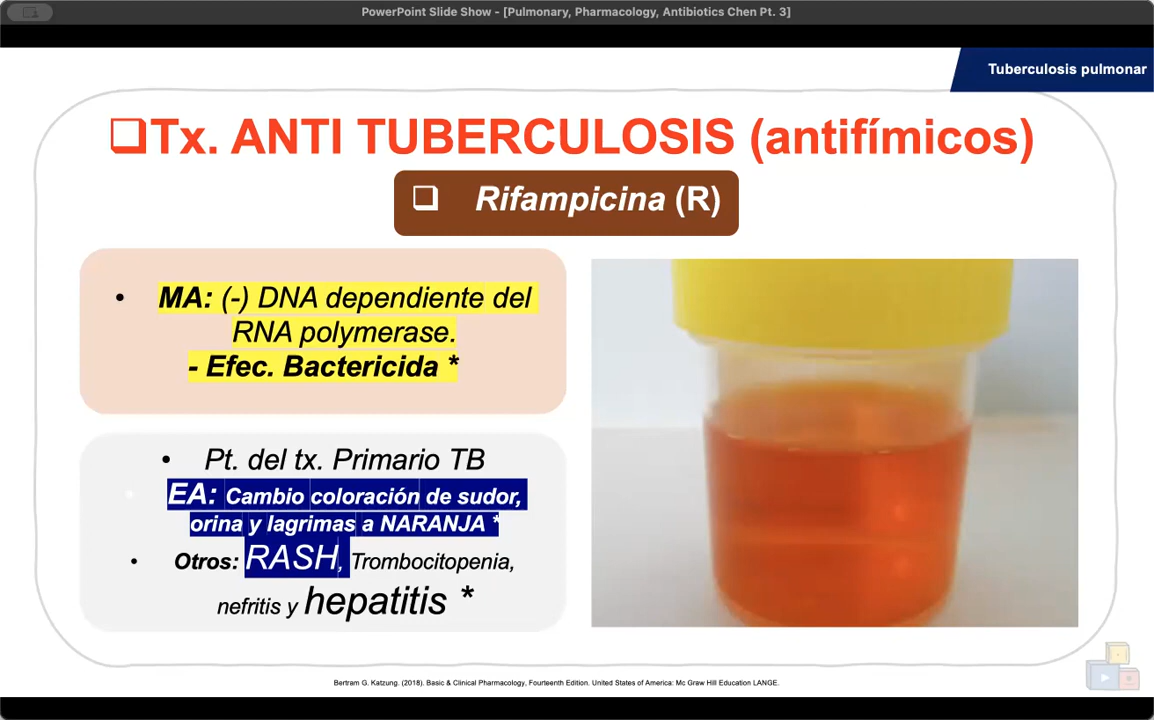 PowerPoint Slide Show - [Pulmonary, Pharmacology, Antibiotics Chen Pt. 3]
Tuberculosis pulmonar
❑Tx. ANTI TUBERCULOSIS (antifímicos)
❑ Rifampicina (R)
• MA: (-) DNA dependiente del
RNA polymerase.
- Efec. Bactericida *
• Pt. del tx. Primario TB
• EA: Cambio coloración de sudor,
orina y lagrimas a NARANJA *
• Otros: RASH, Trombocitopenia,
nefritis y hepatitis *
Bertram G. Katzung. (2018). Basic & Clinical Pharmacology, Fourteenth Edition. United States of America: Mc Graw Hill Education LANGE.